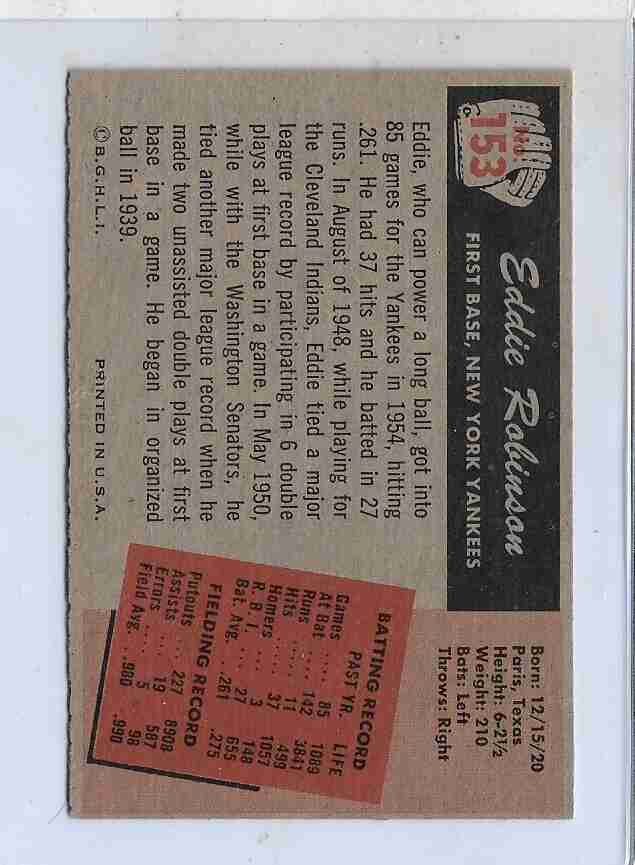 No.
153
Eddie Robinson
FIRST BASE, NEW YORK YANKEES
Born: 12/15/20
Paris, Texas
Height: 6-2½
Weight: 210
Bats: Left
Throws: Right
Eddie, who can power a long ball, got into
85 games for the Yankees in 1954, hitting
.261. He had 37 hits and he batted in 27
runs. In August of 1948, while playing for
the Cleveland Indians, Eddie tied a major
league record by participating in 6 double
plays at first base in a game. In May 1950,
while with the Washington Senators, he
tied another major league record when he
made two unassisted double plays at first
base in a game. He began in organized
ball in 1939.
©B.G.H.L.I. PRINTED IN U.S.A.
BATTING RECORD
PAST YR. LIFE
Games 85 1089
At Bat ..... 142 3841
Runs 11 499
Hits .... 37 1057
Homers .... 3 148
R. B. I. .... 27 655
Bat. Avg. .. .261 .275
FIELDING RECORD
Putouts .... 227 8908
Assists .... 19 587
Errors .... 5 98
Field Avg. .. .980 .990